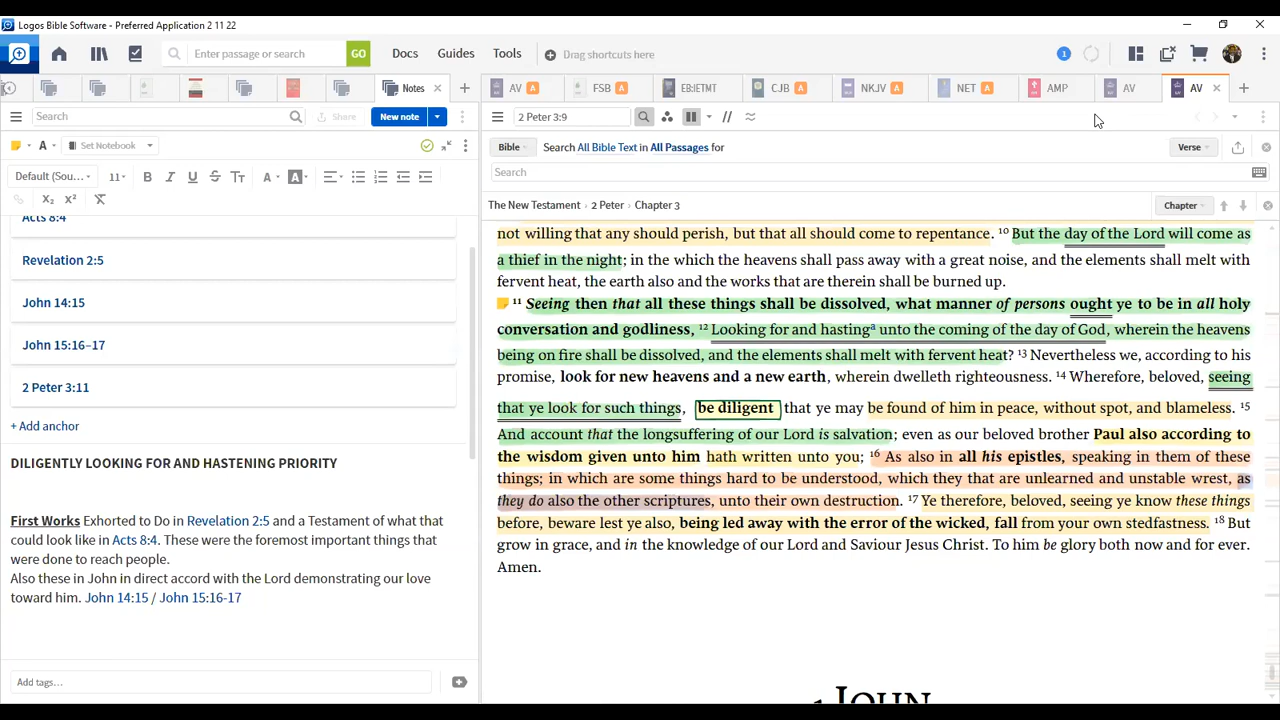 Logos Bible Software - Preferred Application 2 11 22
Enter passage or search
GO
Docs
Guides
Tools
Drag shortcuts here
1
Notes
AV A
FSB A
EB:JETMT
CJB A
NKJV A
NET A
AMP
AV
AV
Search
Share
New note
2 Peter 3:9
A
Set Notebook
Bible
Search All Bible Text in All Passages for
Verse
Default (Sou...
11
B I U S Tт A A
Search
X₂ X²
The New Testament
2 Peter
Chapter 3
Chapter
Acts 8:4
Revelation 2:5
John 14:15
John 15:16–17
2 Peter 3:11
+ Add anchor
DILIGENTLY LOOKING FOR AND HASTENING PRIORITY
First Works Exhorted to Do in Revelation 2:5 and a Testament of what that
could look like in Acts 8:4. These were the foremost important things that
were done to reach people.
Also these in John in direct accord with the Lord demonstrating our love
toward him. John 14:15 / John 15:16-17
Add tags...
not willing that any should perish, but that all should come to repentance. 10 But the day of the Lord will come as
a thief in the night; in the which the heavens shall pass away with a great noise, and the elements shall melt with
fervent heat, the earth also and the works that are therein shall be burned up.
11 Seeing then that all these things shall be dissolved, what manner of persons ought ye to be in all holy
conversation and godliness, 12 Looking for and hasting a unto the coming of the day of God, wherein the heavens
being on fire shall be dissolved, and the elements shall melt with fervent heat? 13 Nevertheless we, according to his
promise, look for new heavens and a new earth, wherein dwelleth righteousness. 14 Wherefore, beloved, seeing
that ye look for such things, be diligent that ye may be found of him in peace, without spot, and blameless. 15
And account that the longsuffering of our Lord is salvation; even as our beloved brother Paul also according to
the wisdom given unto him hath written unto you; 16 As also in all his epistles, speaking in them of these
things; in which are some things hard to be understood, which they that are unlearned and unstable wrest, as
they do also the other scriptures, unto their own destruction. 17 Ye therefore, beloved, seeing ye know these things
before, beware lest ye also, being led away with the error of the wicked, fall from your own stedfastness. 18 But
grow in grace, and in the knowledge of our Lord and Saviour Jesus Christ. To him be glory both now and for ever.
Amen.
1 JOHN